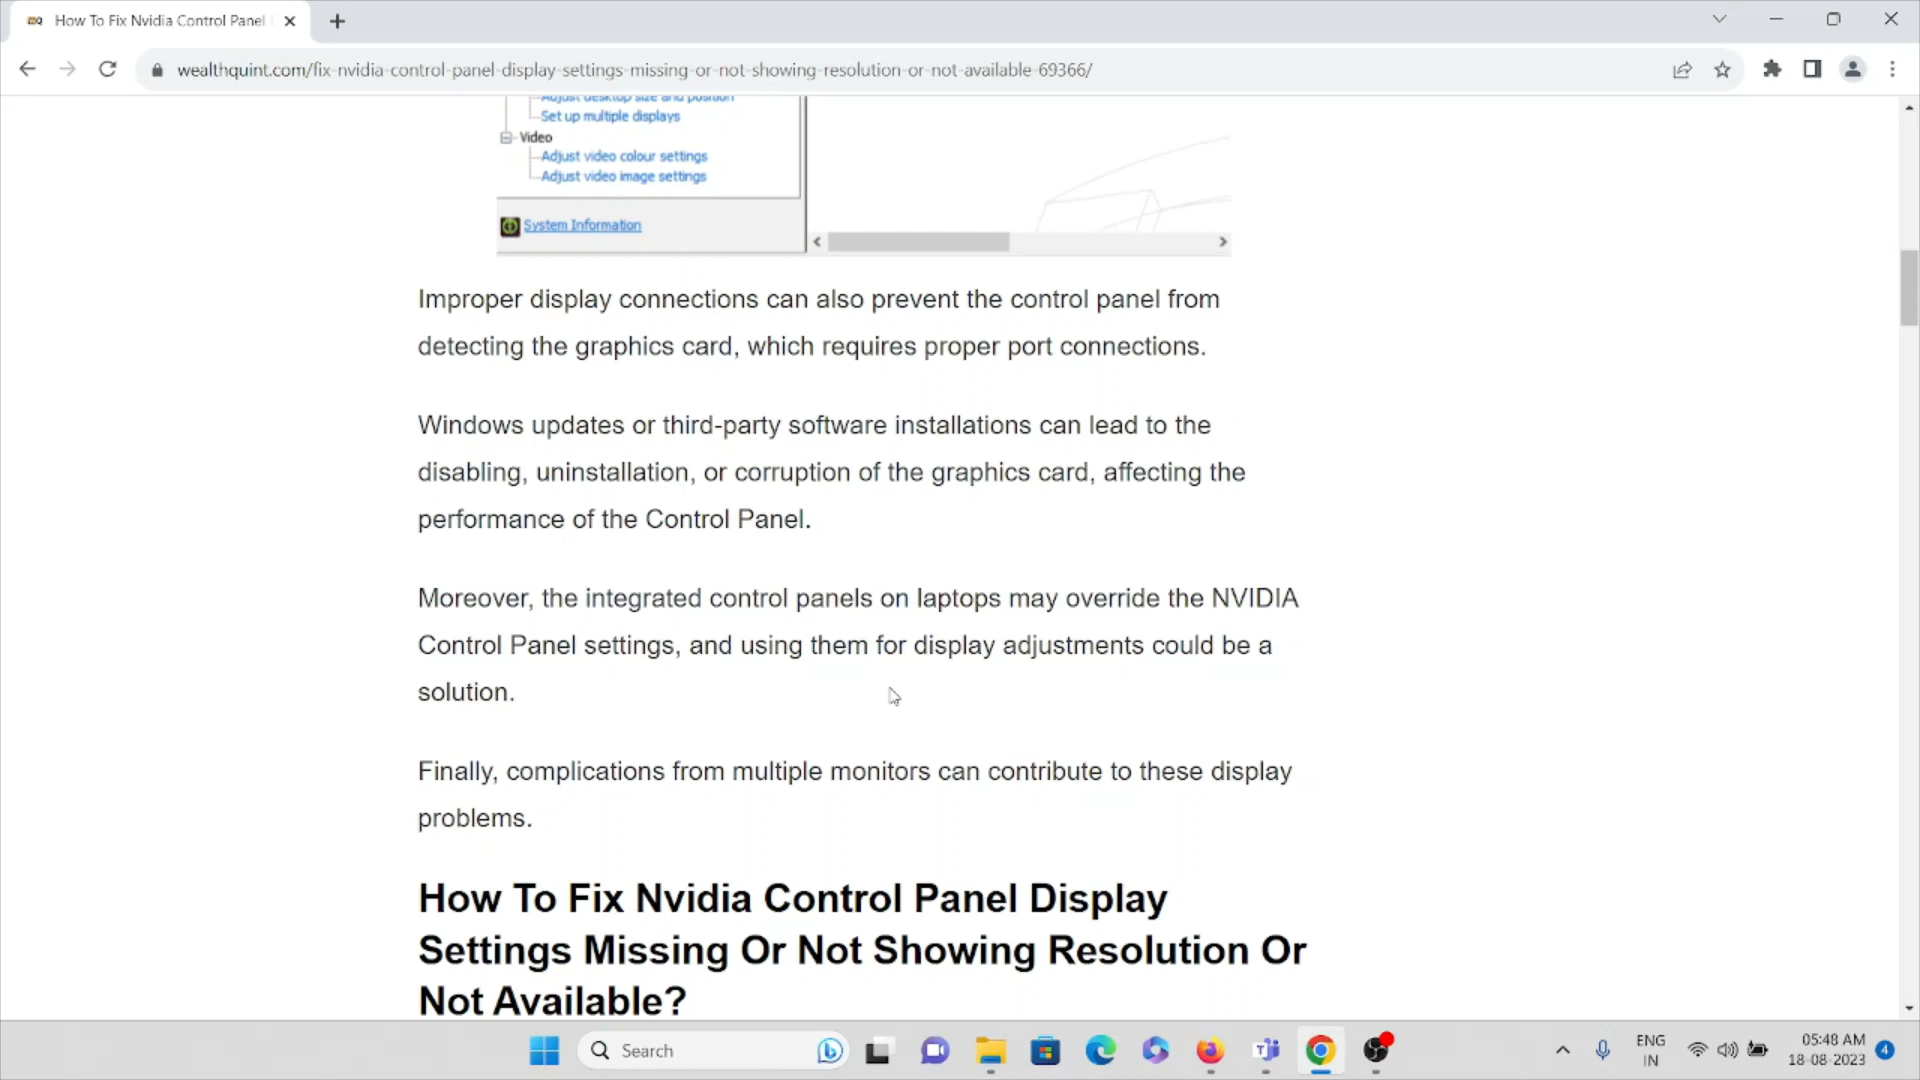 How To Fix Nvidia Control Panel
wealthquint.com/fix-nvidia-control-panel-display-settings-missing-or-not-showing-resolution-or-not-available-69366/
Adjust desktop size and position
Set up multiple displays
Video
Adjust video colour settings
Adjust video image settings
System Information
Improper display connections can also prevent the control panel from
detecting the graphics card, which requires proper port connections.
Windows updates or third-party software installations can lead to the
disabling, uninstallation, or corruption of the graphics card, affecting the
performance of the Control Panel.
Moreover, the integrated control panels on laptops may override the NVIDIA
Control Panel settings, and using them for display adjustments could be a
solution.
Finally, complications from multiple monitors can contribute to these display
problems.
How To Fix Nvidia Control Panel Display
Settings Missing Or Not Showing Resolution Or
Not Available?
Search
ENG
IN
05:48 AM
18-08-2023
4